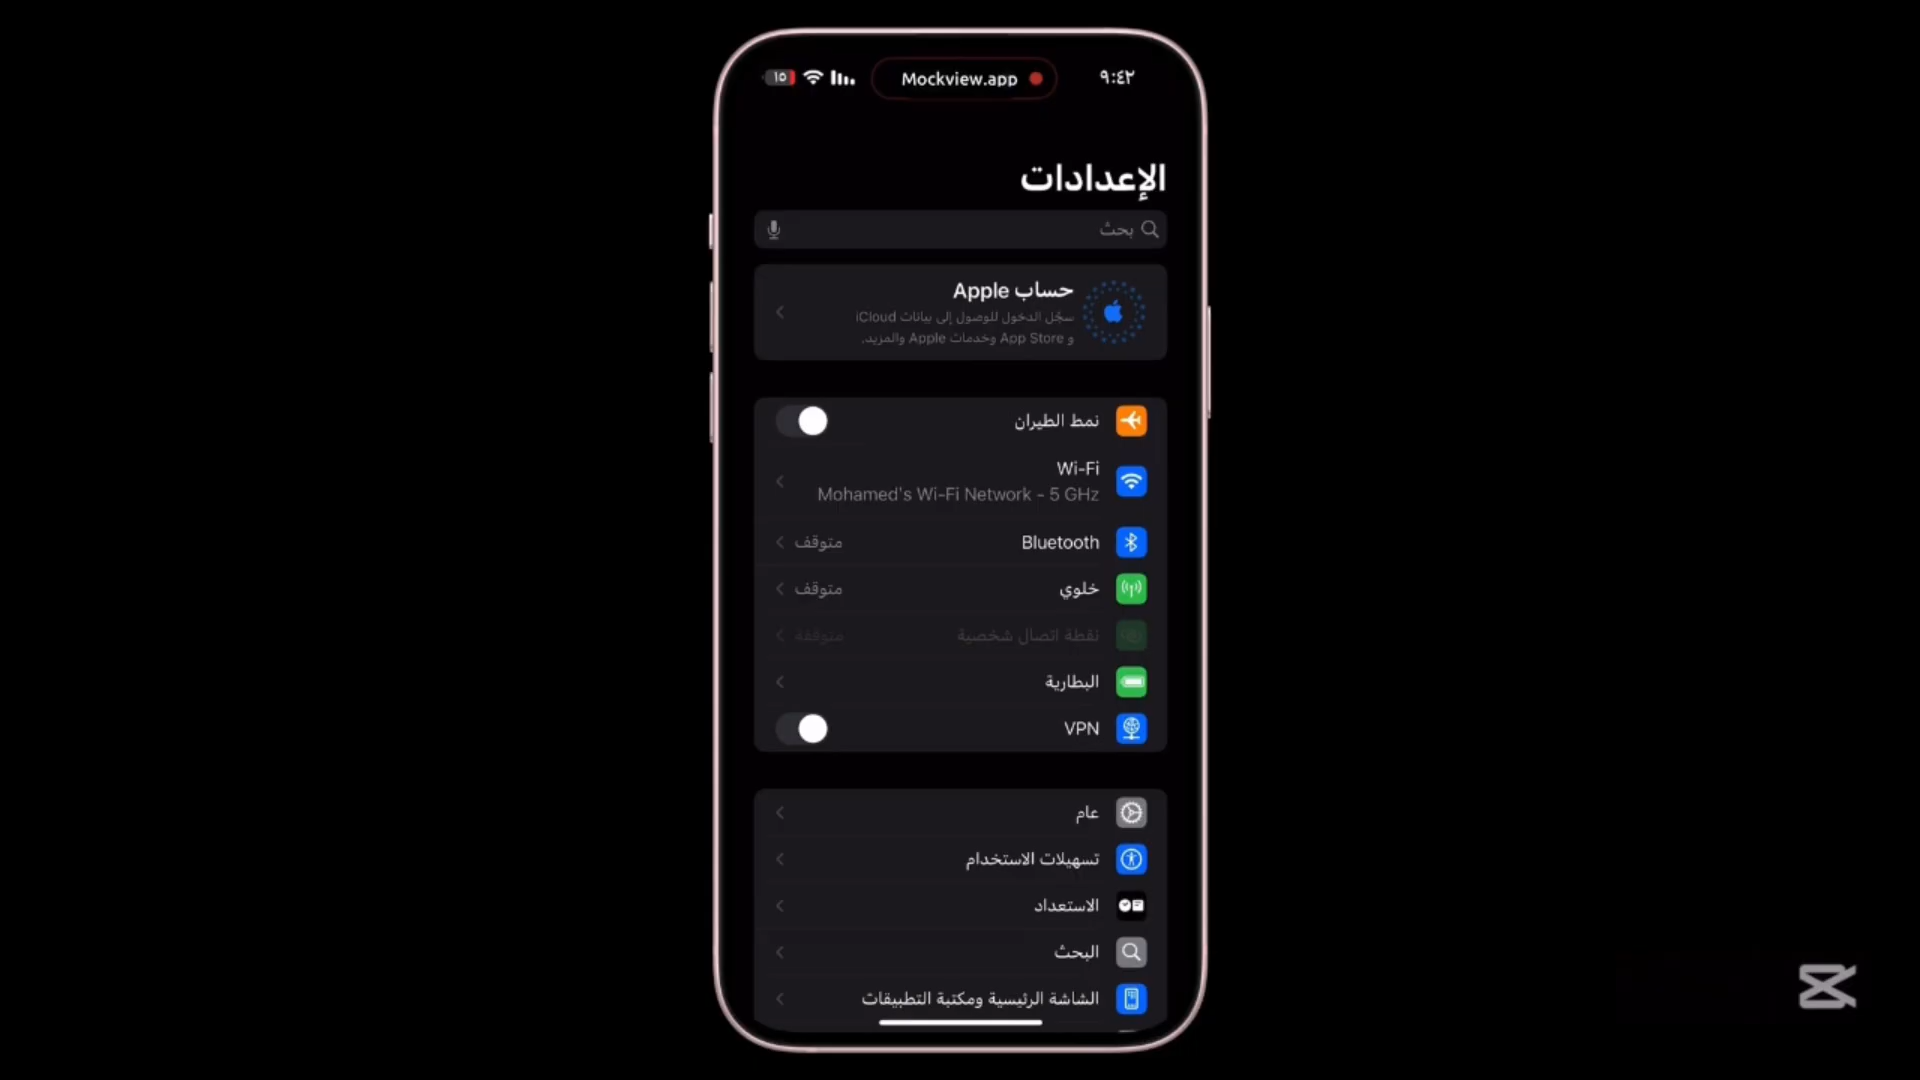 ٩:٤٢
Mockview.app
١٥
الإعدادات
بحث
حساب Apple
سجّل الدخول للوصول إلى بيانات iCloud
و App Store وخدمات Apple والمزيد.
نمط الطيران
Wi-Fi
Mohamed's Wi-Fi Network - 5 GHz
Bluetooth متوقف
خلوي متوقف
نقطة اتصال شخصية متوقفة
البطارية
VPN
عام
تسهيلات الاستخدام
الاستعداد
البحث
الشاشة الرئيسية ومكتبة التطبيقات